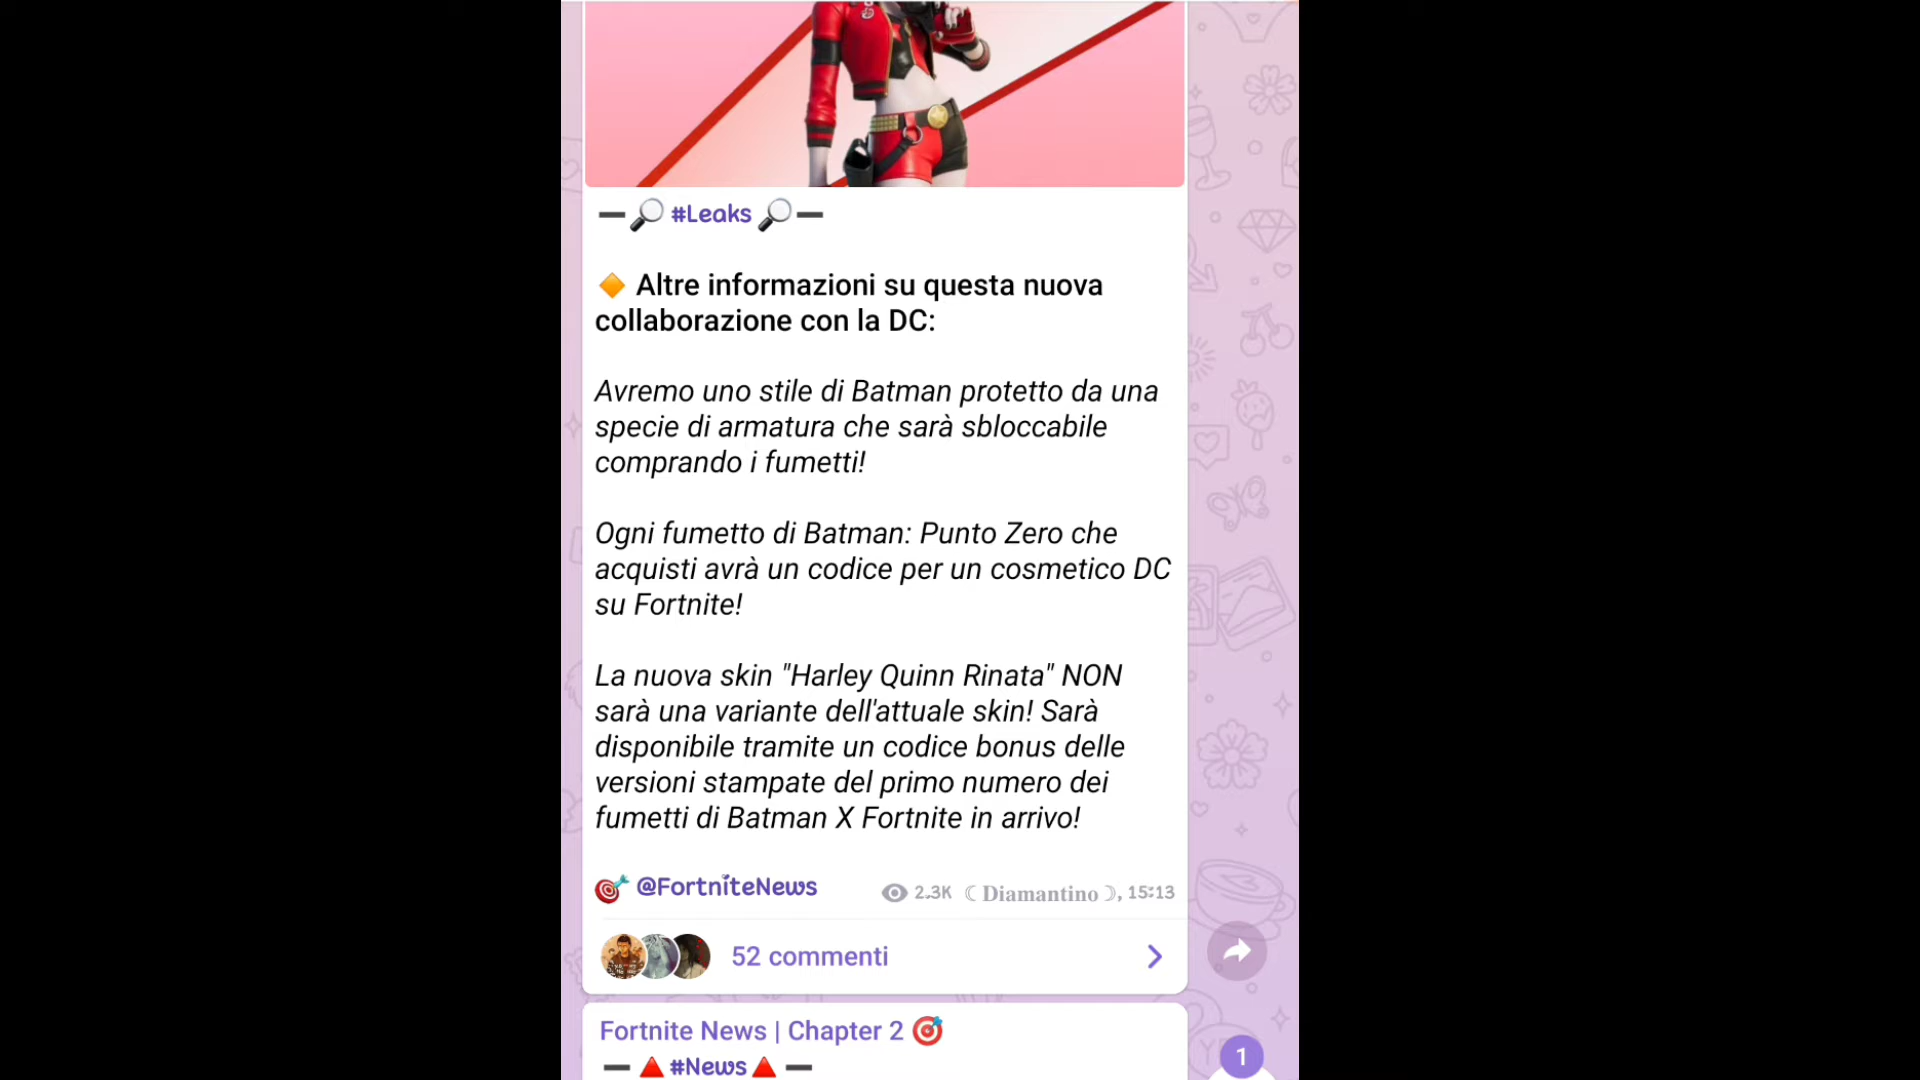 #Leaks
Altre informazioni su questa nuova
collaborazione con la DC:
Avremo uno stile di Batman protetto da una
specie di armatura che sarà sbloccabile
comprando i fumetti!
Ogni fumetto di Batman: Punto Zero che
acquisti avrà un codice per un cosmetico DC
su Fortnite!
La nuova skin "Harley Quinn Rinata" NON
sarà una variante dell'attuale skin! Sarà
disponibile tramite un codice bonus delle
versioni stampate del primo numero dei
fumetti di Batman X Fortnite in arrivo!
@FortniteNews 2.3K ☾Diamantino☽, 15:13
52 commenti
Fortnite News | Chapter 2
#News
1